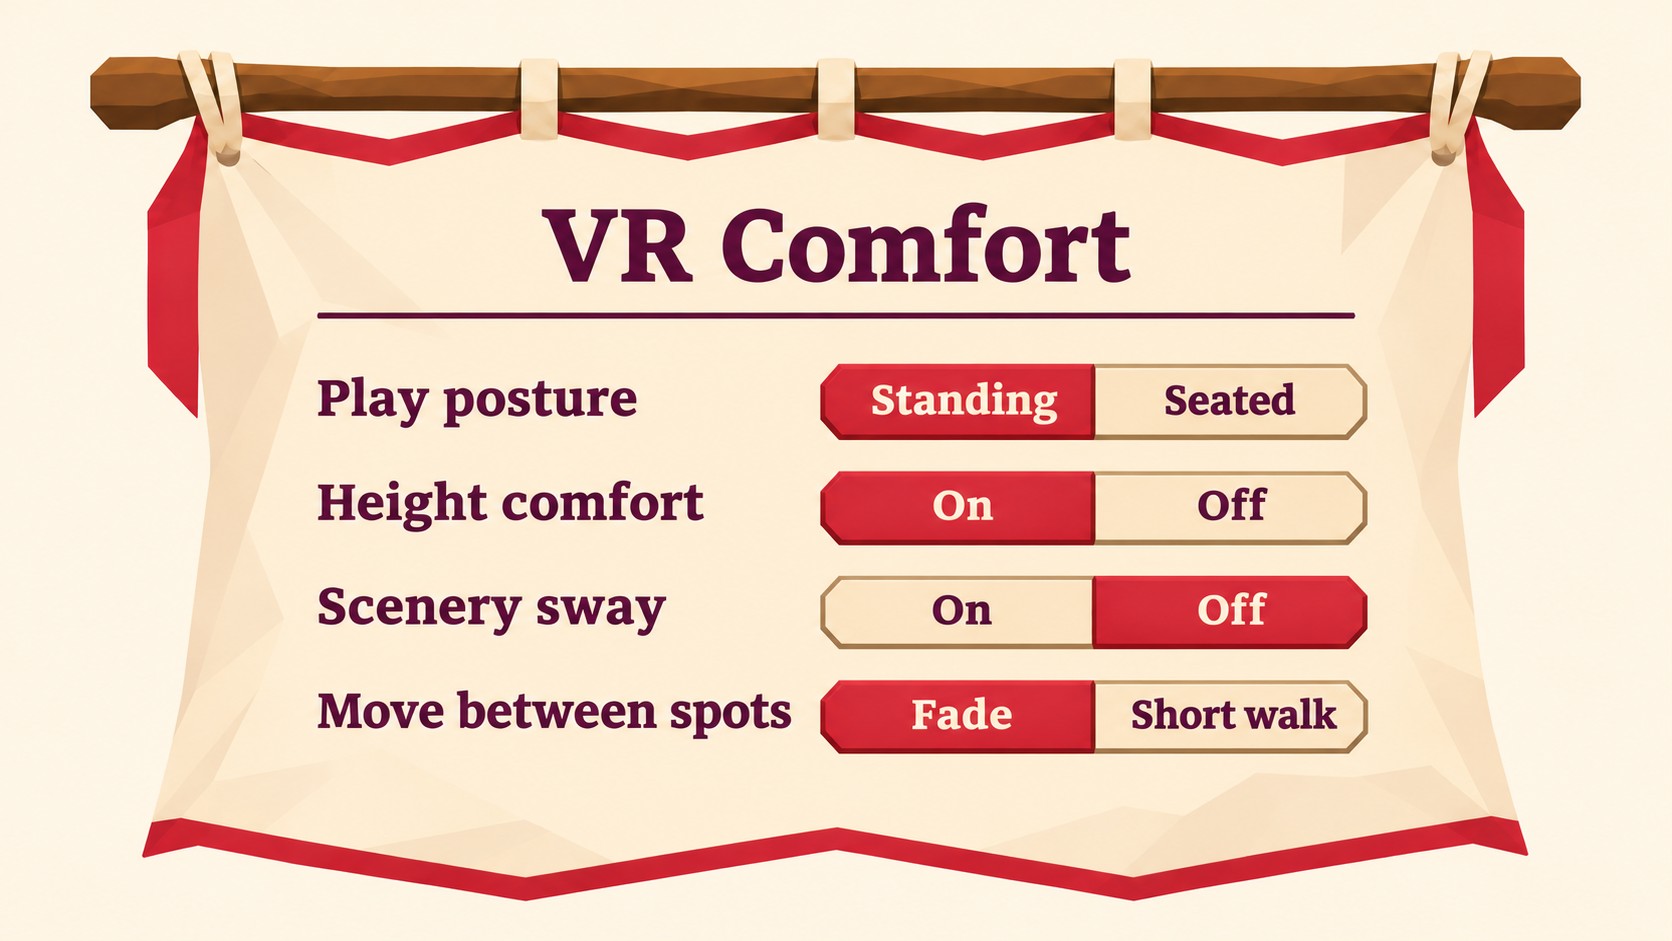 VR Comfort
Play posture Standing Seated
Height comfort On Off
Scenery sway On Off
Move between spots Fade Short walk